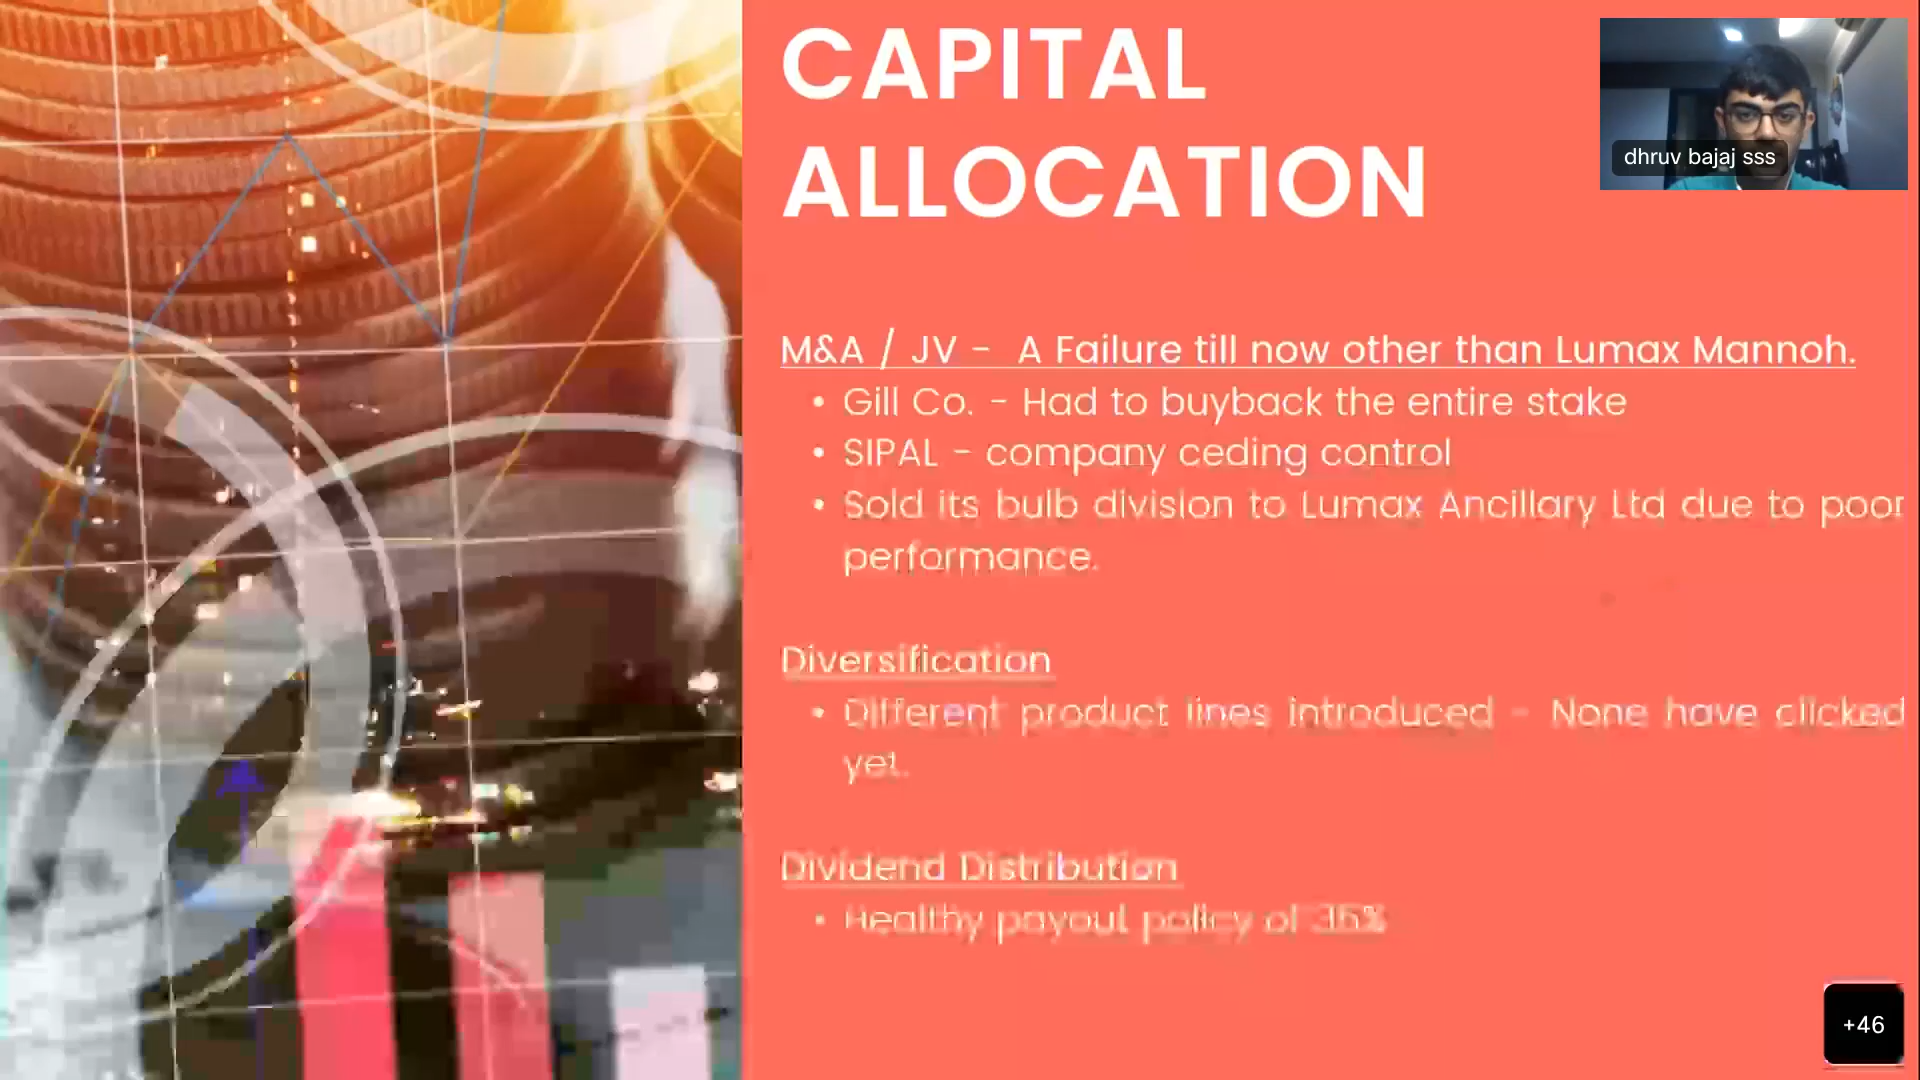 CAPITAL
ALLOCATION
dhruv bajaj sss
M&A / JV - A Failure till now other than Lumax Mannoh.
• Gill Co. - Had to buyback the entire stake
• SIPAL - company ceding control
• Sold its bulb division to Lumax Ancillary Ltd due to poor
performance.
Diversification
• Different product lines introduced - None have clicked
yet.
Dividend Distribution
• Healthy payout policy of 35%
+46